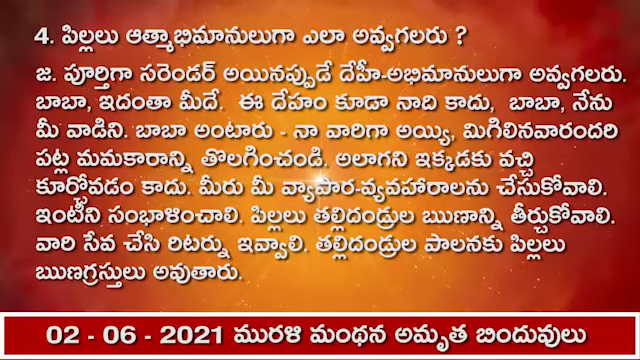 4. పిల్లలు ఆత్మాభిమానులుగా ఎలా అవ్వగలరు ?
జ. పూర్తిగా సరెండర్ అయినప్పుడే దేహీ-అభిమానులుగా అవ్వగలరు.
బాబా, ఇదంతా మీదే. ఈ దేహం కూడా నాది కాదు, బాబా, నేను
మీ వాడిని. బాబా అంటారు - నా వారిగా అయ్యి, మిగిలినవారందరి
పట్ల మమకారాన్ని తొలగించండి. అలాగని ఇక్కడకు వచ్చి
కూర్చోవడం కాదు. మీరు మీ వ్యాపార-వ్యవహారాలను చేసుకోవాలి.
ఇంటిని సంభాళించాలి. పిల్లలు తల్లిదండ్రుల ఋణాన్ని తీర్చుకోవాలి.
వారి సేవ చేసి రిటర్ను ఇవ్వాలి. తల్లిదండ్రుల పాలనకు పిల్లలు
ఋణగ్రస్తులు అవుతారు.
02 - 06 - 2021 మురళి మంథన అమృత బిందువులు